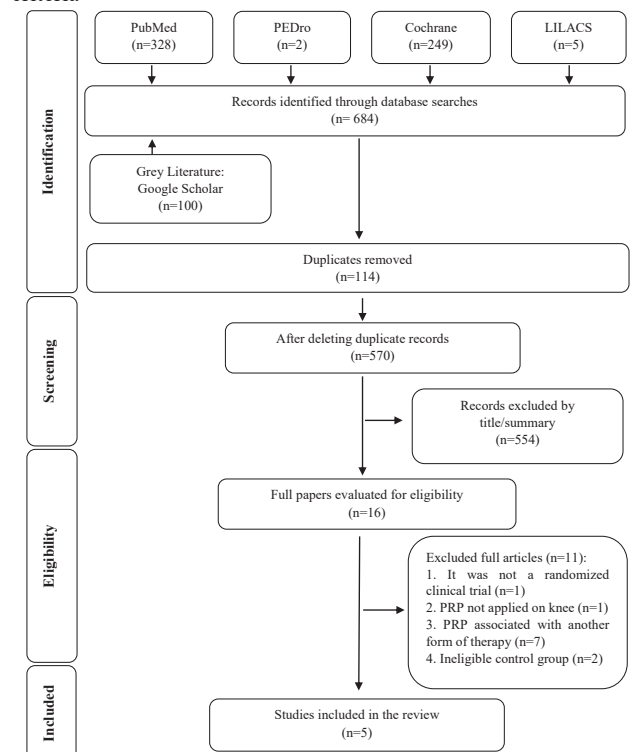 PubMed
(n=328)
PEDro
(n=2)
Cochrane
(n=249)
LILACS
(n=5)
Identification
Records identified through database searches
(n= 684)
Grey Literature:
Google Scholar
(n=100)
Duplicates removed
(n=114)
Screening
After deleting duplicate records
(n=570)
Records excluded by
title/summary
(n=554)
Eligibility
Full papers evaluated for eligibility
(n=16)
Excluded full articles (n=11):
1. It was not a randomized
clinical trial (n=1)
2. PRP not applied on knee (n=1)
3. PRP associated with another
form of therapy (n=7)
4. Ineligible control group (n=2)
Included
Studies included in the review
(n=5)